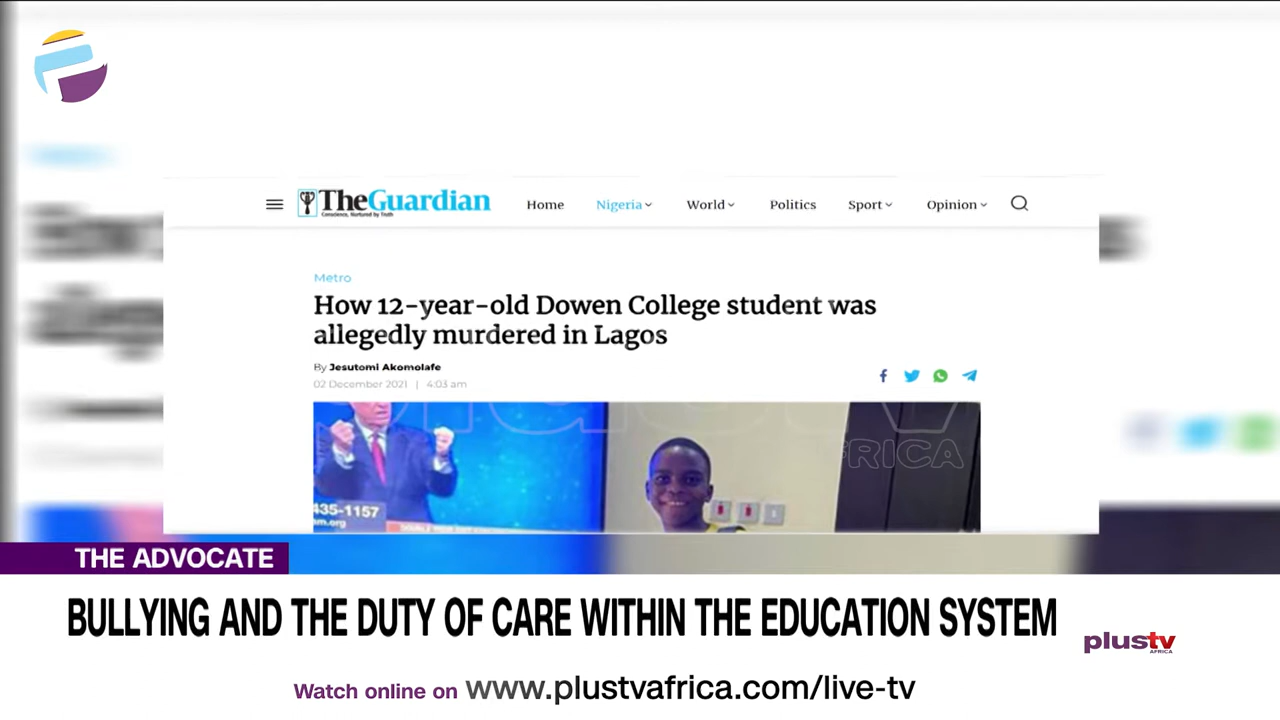 TheGuardian
Conscience, Nurtured by Truth
Home
Nigeria
World
Politics
Sport
Opinion
Metro
How 12-year-old Dowen College student was
allegedly murdered in Lagos
By Jesutomi Akomolafe
02 December 2021 | 4:03 am
AFRICA
435-1157
m.org
THE ADVOCATE
BULLYING AND THE DUTY OF CARE WITHIN THE EDUCATION SYSTEM
plustv
AFRICA
Watch online on www.plustvafrica.com/live-tv